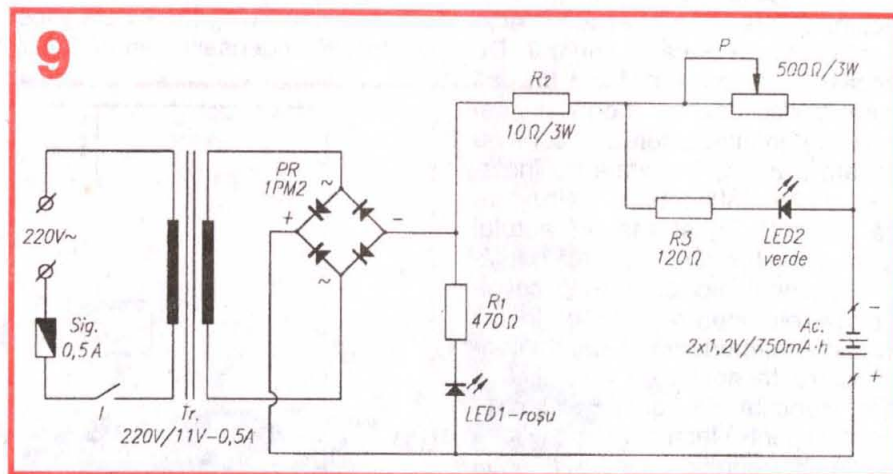 9
P
500Ω/3W
R2
10Ω/3W
PR
1PM2
~
+
-
~
220V~
R3
120Ω
LED2
verde
R1
470Ω
Sig.
0,5A
-
Ac.
2x1,2V/750mA·h
+
LED1-roșu
I
Tr.
220V/11V-0,5A